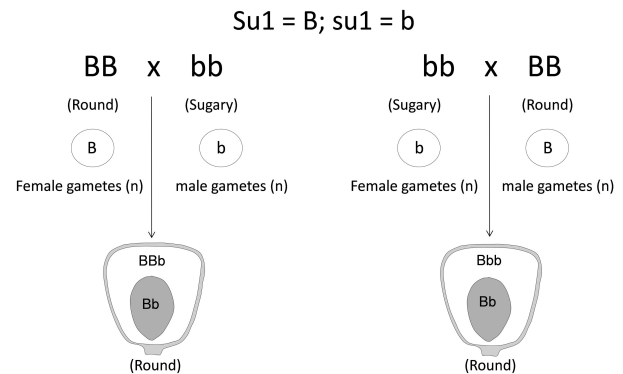 Su1 = B; su1 = b
BB x bb
(Round) (Sugary)
B b
Female gametes (n) male gametes (n)
BBb
Bb
(Round)
bb x BB
(Sugary) (Round)
b B
Female gametes (n) male gametes (n)
Bbb
Bb
(Round)